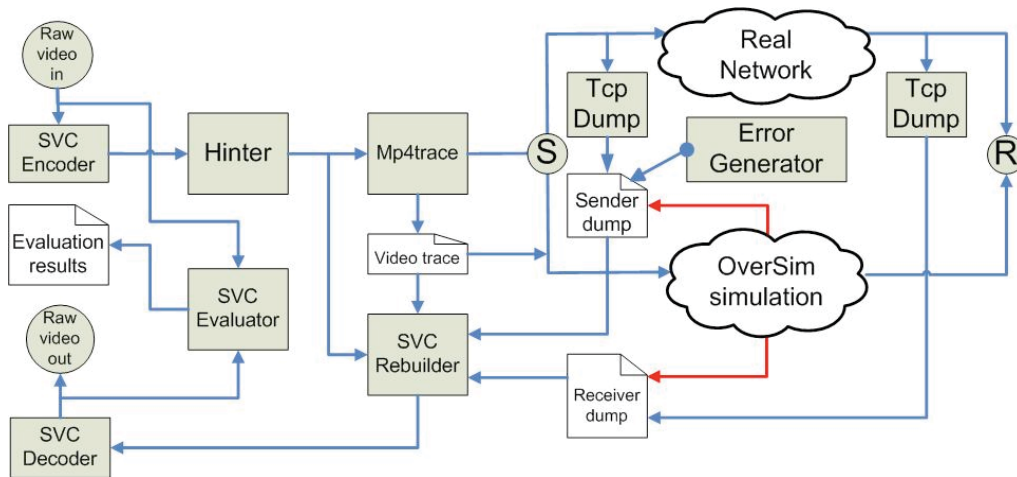 Raw
video
in
SVC
Encoder
Hinter
Mp4trace
S
Tcp
Dump
Real
Network
Tcp
Dump
R
Error
Generator
Sender
dump
Evaluation
results
Video trace
SVC
Evaluator
OverSim
simulation
Raw
video
out
SVC
Rebuilder
Receiver
dump
SVC
Decoder